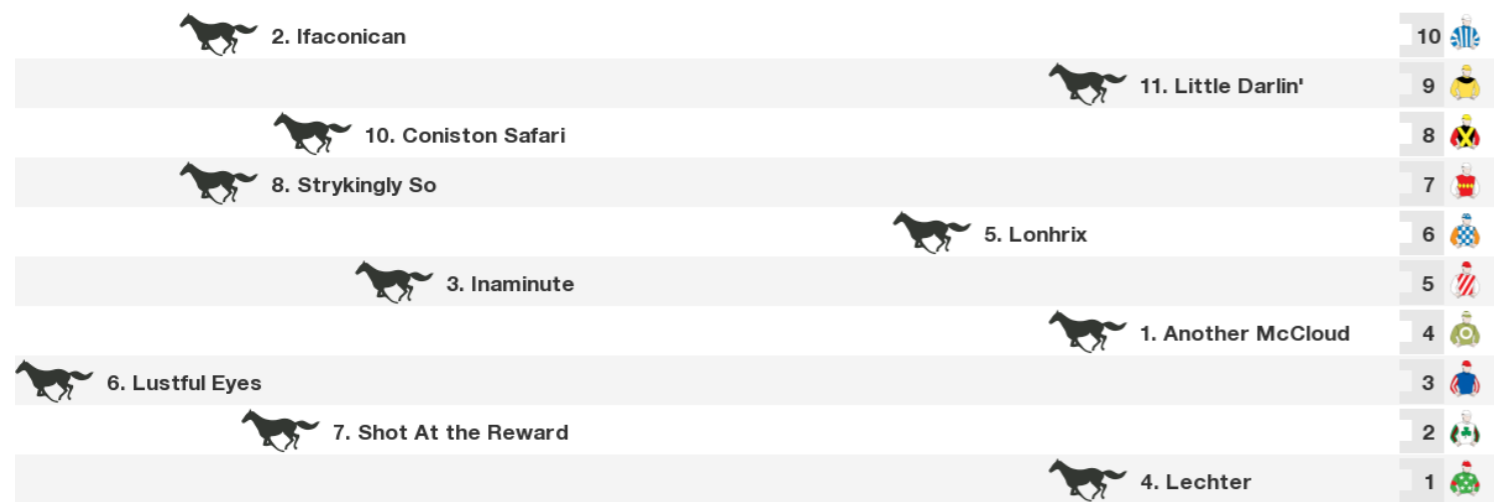 2. Ifaconican 10
11. Little Darlin' 9
10. Coniston Safari 8
8. Strykingly So 7
5. Lonhrix 6
3. Inaminute 5
1. Another McCloud 4
6. Lustful Eyes 3
7. Shot At the Reward 2
4. Lechter 1